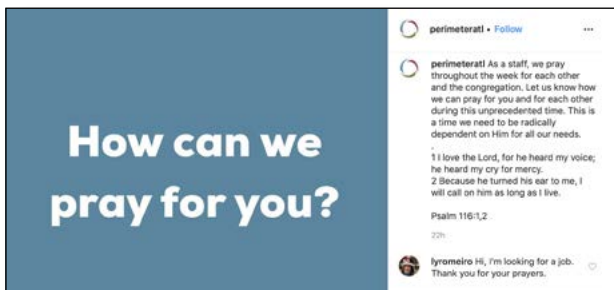 How can we
pray for you?
perimeteratl • Follow
perimeteratl As a staff, we pray
throughout the week for each other
and the congregation. Let us know how
we can pray for you and for each other
during this unprecedented time. This is
a time we need to be radically
dependent on Him for all our needs.
.
1 I love the Lord, for he heard my voice;
he heard my cry for mercy.
2 Because he turned his ear to me, I
will call on him as long as I live.
Psalm 116:1,2
22h
lyromeiro Hi, I'm looking for a job.
Thank you for your prayers.